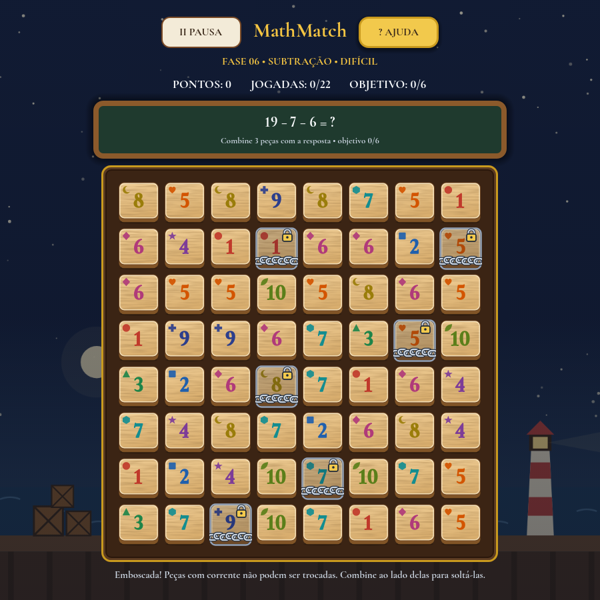 II PAUSA MathMatch ? AJUDA
FASE 06 • SUBTRAÇÃO • DIFÍCIL
PONTOS: 0 JOGADAS: 0/22 OBJETIVO: 0/6
19 – 7 – 6 = ?
Combine 3 peças com a resposta • objetivo 0/6
8 5 8 9 8 7 5 1
6 4 1 1 6 6 2 5
6 5 5 10 5 8 6 5
1 9 9 6 7 3 5 10
3 2 6 8 7 1 6 4
7 4 8 7 2 6 8 4
1 2 4 10 7 10 7 5
3 7 9 10 7 1 6 5
Emboscada! Peças com corrente não podem ser trocadas. Combine ao lado delas para soltá-las.